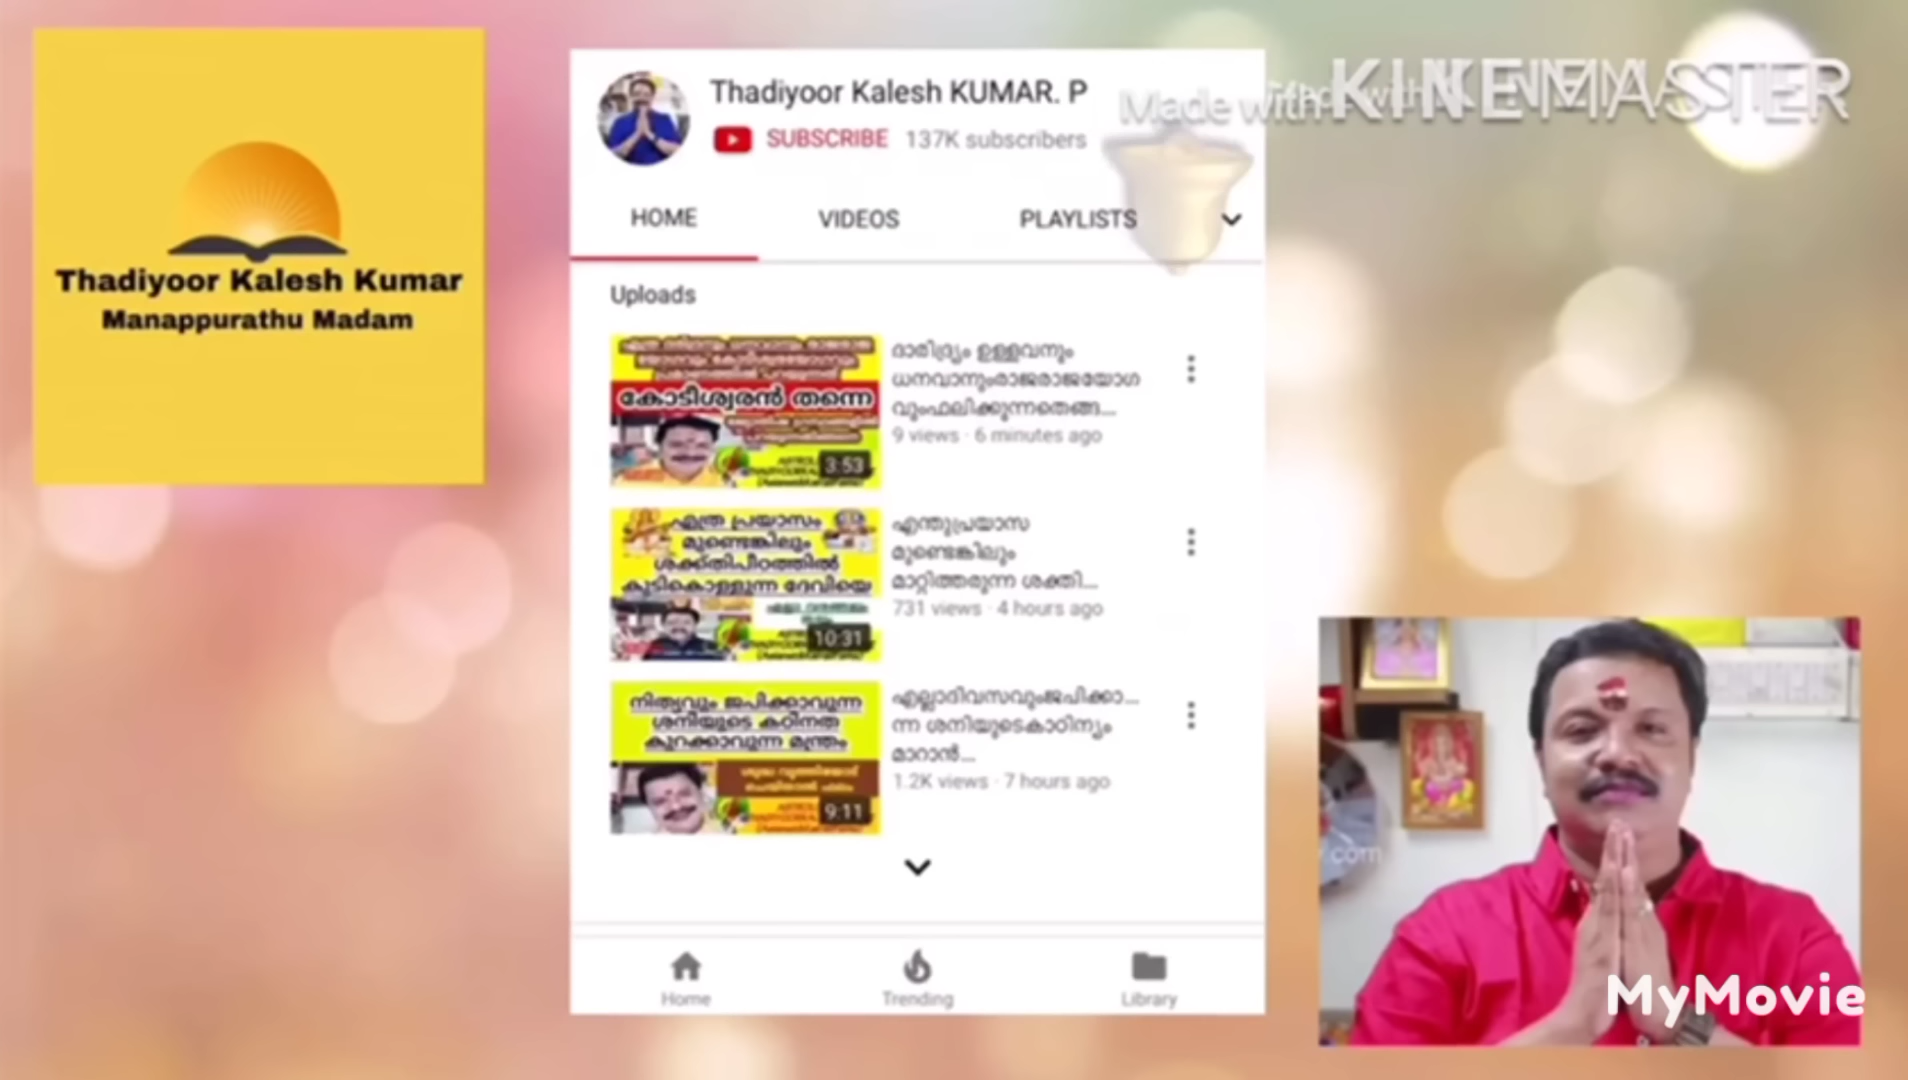 Thadiyoor Kalesh Kumar
Manappurathu Madam
Thadiyoor Kalesh KUMAR. P
SUBSCRIBE 137K subscribers
HOME VIDEOS PLAYLISTS
Uploads
കോടിശ്വരൻ തന്നെ
3:53
ദാരിദ്ര്യം ഉള്ളവനും
ധനവാനുംരാജരാജയോഗ
വുംഫലിക്കുന്നതെങ്ങ...
9 views · 6 minutes ago
എത്ര പ്രയാസം
മുണ്ടെങ്കിലും
ശക്ക്തിപീഠത്തിൽ
കുടികൊള്ളുന്ന ദേവിയെ
10:31
എന്തുപ്രയാസ
മുണ്ടെങ്കിലും
മാറ്റിത്തരുന്ന ശക്തി...
731 views · 4 hours ago
നിത്യവും ജപിക്കാവുന്ന
ശനിയുടെ കഠിനത
കുറക്കാവുന്ന മന്ത്രം
9:11
എല്ലാദിവസവുംജപിക്കാ...
ന്ന ശനിയുടെകാഠിന്യം
മാറാൻ...
1.2K views · 7 hours ago
Home Trending Library
Made with KINEMASTER
.com
MyMovie